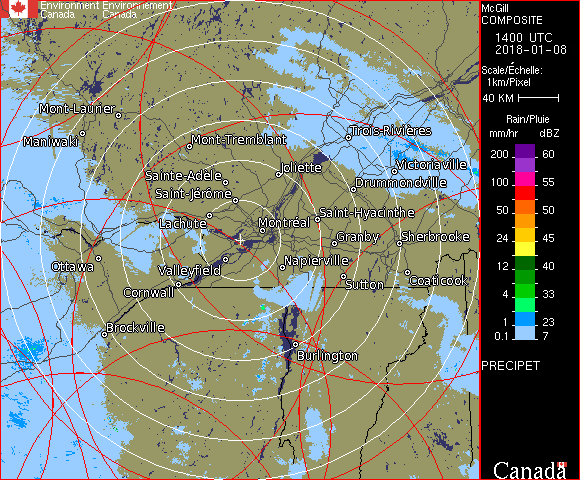 Environment Environnement
Canada Canada
McGill
COMPOSITE
1400 UTC
2018-01-08
Scale/Échelle:
1km/Pixel
40 KM
Rain/Pluie
mm/hr dBZ
200 60
100 55
50 50
24 45
12 40
4 33
1 23
0.1 7
PRECIPET
Canada
Mont-Laurier
Maniwaki
Mont-Tremblant
Trois-Rivières
Joliette
Victoriaville
Sainte-Adèle
Drummondville
Saint-Jérôme
Saint-Hyacinthe
Lachute
Montréal
Granby
Sherbrooke
Ottawa
Valleyfield
Napierville
Sutton
Coaticook
Cornwall
Brockville
Burlington